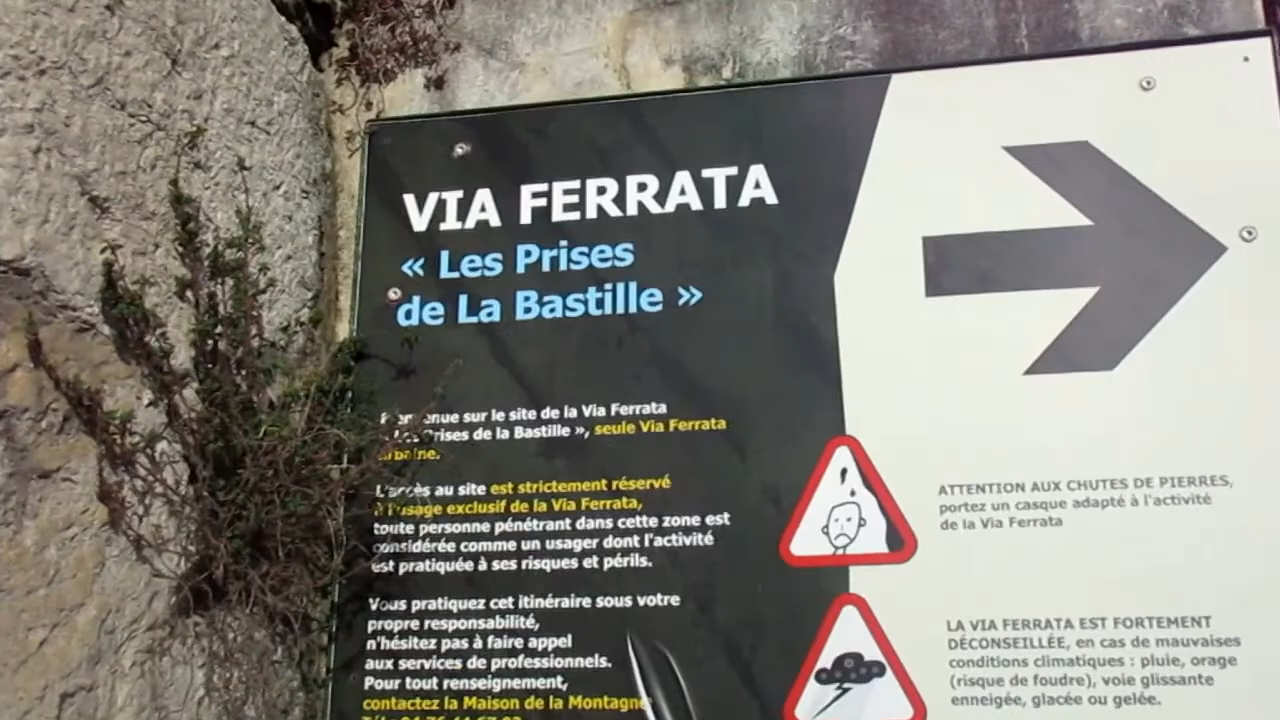 VIA FERRATA
« Les Prises
de La Bastille »
Bienvenue sur le site de la Via Ferrata
« Les Prises de la Bastille », seule Via Ferrata
urbaine.
L'accès au site est strictement réservé
à l'usage exclusif de la Via Ferrata,
toute personne pénétrant dans cette zone est
considérée comme un usager dont l'activité
est pratiquée à ses risques et périls.
Vous pratiquez cet itinéraire sous votre
propre responsabilité,
n'hésitez pas à faire appel
aux services de professionnels.
Pour tout renseignement,
contactez la Maison de la Montagne
ATTENTION AUX CHUTES DE PIERRES,
portez un casque adapté à l'activité
de la Via Ferrata
LA VIA FERRATA EST FORTEMENT
DÉCONSEILLÉE, en cas de mauvaises
conditions climatiques : pluie, orage
(risque de foudre), voie glissante
enneigée, glacée ou gelée.